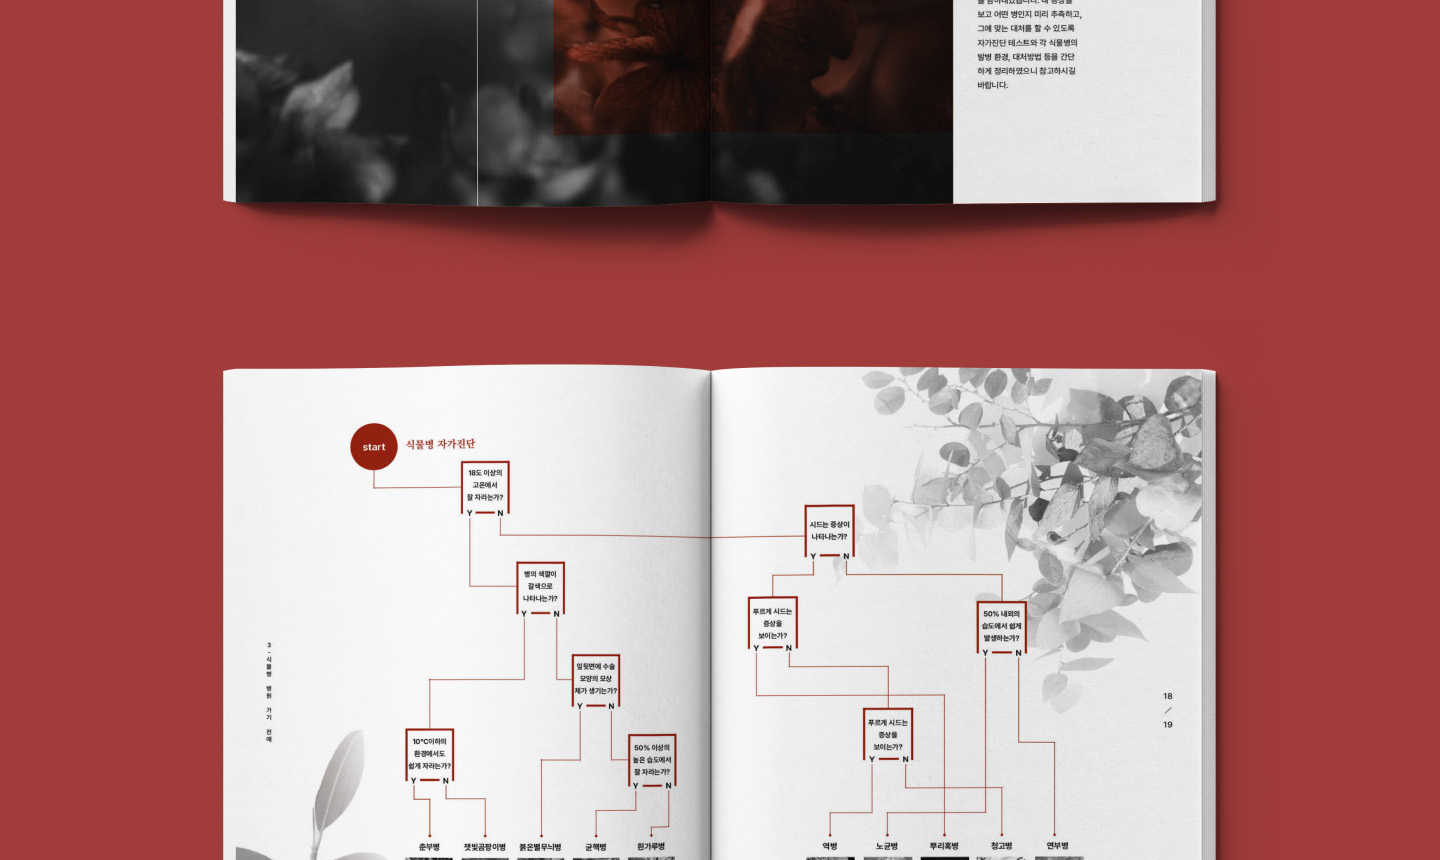 보고 어떤 병인지 미리 추측하고,
그에 맞는 대처를 할 수 있도록
자가진단 테스트와 각 식물병의
발병 환경, 대처방법 등을 간단
하게 정리하였으니 참고하시길
바랍니다.
start
식물병 자가진단
18도 이상의
고온에서
잘 자라는가?
Y N
병의 색깔이
갈색으로
나타나는가?
Y N
잎뒷면에 수술
모양의 모상
체가 생기는가?
Y N
10°C이하의
환경에서도
쉽게 자라는가?
Y N
50% 이상의
높은 습도에서
잘 자라는가?
Y N
춘부병
잿빛곰팡이병
붉은별무늬병
균핵병
흰가루병
3-식물병 병원 가기 전에
시드는 증상이
나타나는가?
Y N
푸르게 시드는
증상을
보이는가?
Y N
50% 내외의
습도에서 쉽게
발생하는가?
Y N
푸르게 시드는
증상을
보이는가?
Y N
역병
노균병
뿌리혹병
청고병
연부병
18
/
19